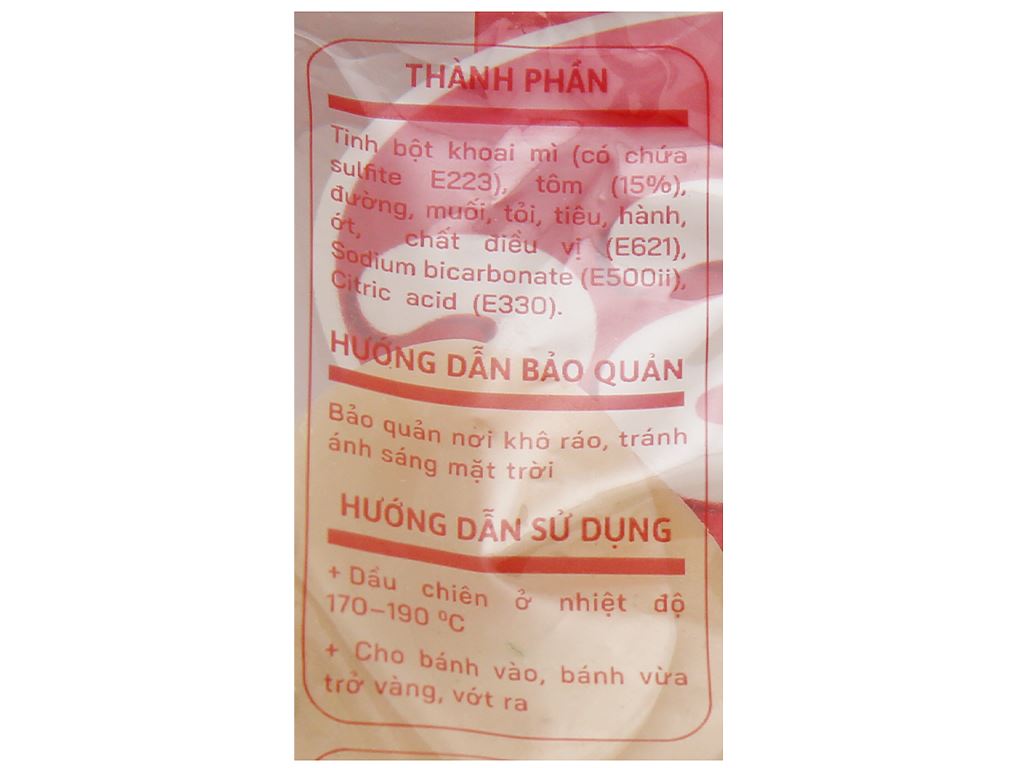 THÀNH PHẦN
Tinh bột khoai mì (có chứa
sulfite E223), tôm (15%),
đường, muối, tỏi, tiêu, hành,
ớt, chất điều vị (E621),
Sodium bicarbonate (E500ii),
Citric acid (E330).
HƯỚNG DẪN BẢO QUẢN
Bảo quản nơi khô ráo, tránh
ánh sáng mặt trời
HƯỚNG DẪN SỬ DỤNG
+ Dầu chiên ở nhiệt độ
170–190 ºC
+ Cho bánh vào, bánh vừa
trở vàng, vớt ra